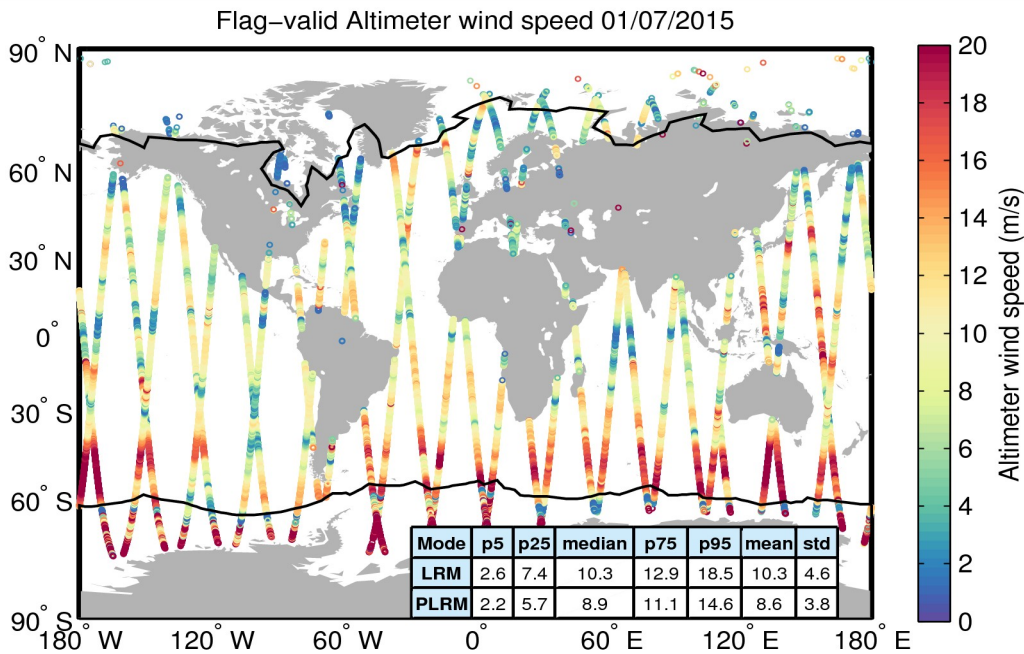 Flag−valid Altimeter wind speed 01/07/2015
90° N
60° N
30° N
0°
30° S
60° S
90° S
180° W
120° W
60° W
0°
60° E
120° E
180° E
Mode p5 p25 median p75 p95 mean std
LRM 2.6 7.4 10.3 12.9 18.5 10.3 4.6
PLRM 2.2 5.7 8.9 11.1 14.6 8.6 3.8
20
18
16
14
12
10
8
6
4
2
0
Altimeter wind speed (m/s)